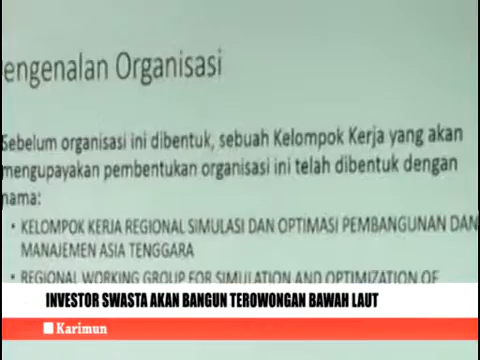 engenalan Organisasi
Sebelum organisasi ini dibentuk, sebuah Kelompok Kerja yang akan
mengupayakan pembentukan organisasi ini telah dibentuk dengan
nama:
• KELOMPOK KERJA REGIONAL SIMULASI DAN OPTIMASI PEMBANGUNAN DAN
MANAJEMEN ASIA TENGGARA
• REGIONAL WORKING GROUP FOR SIMULATION AND OPTIMIZATION OF
INVESTOR SWASTA AKAN BANGUN TEROWONGAN BAWAH LAUT
Karimun